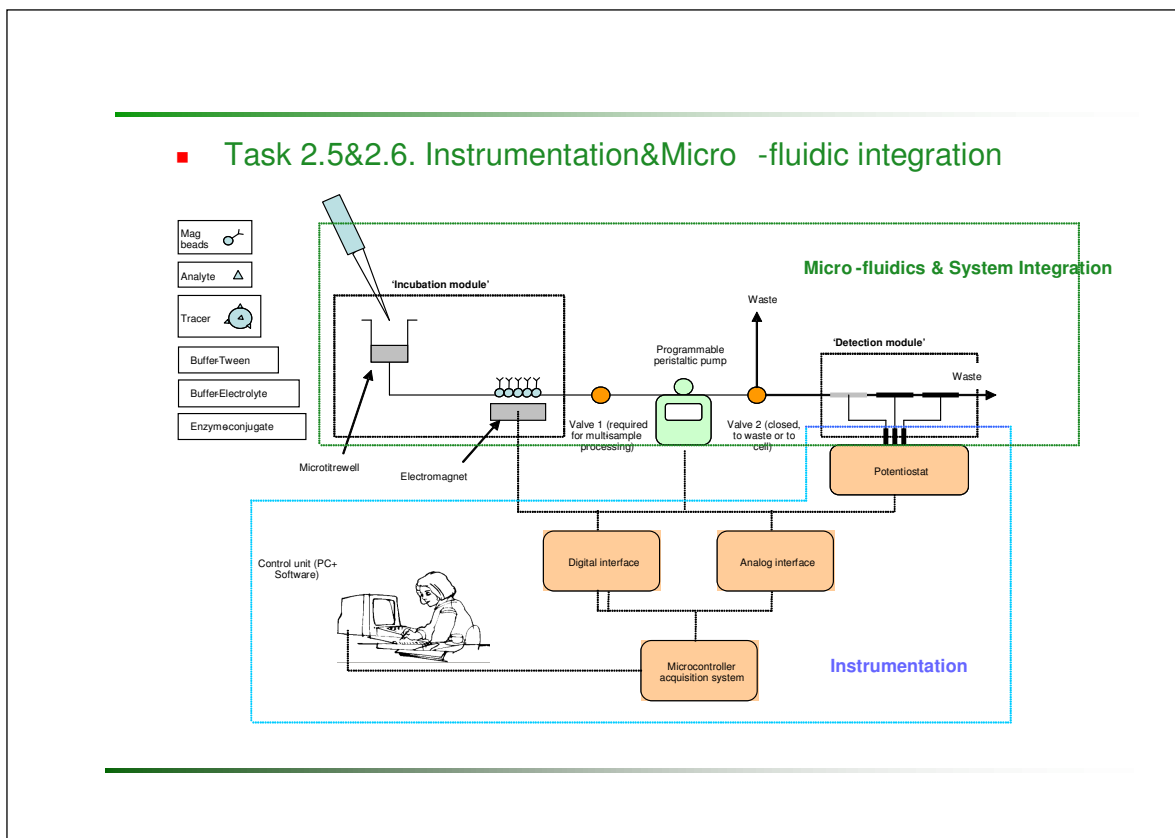 Task 2.5&2.6. Instrumentation&Micro -fluidic integration
Mag
beads
Analyte
Tracer
Buffer-Tween
Buffer-Electrolyte
Enzyme-conjugate
Micro -fluidics & System Integration
'Incubation module'
Waste
Programmable
peristaltic pump
'Detection module'
Waste
Valve 1 (required
for multisample
processing)
Valve 2 (closed,
to waste or to
cell)
Microtitrewell
Electromagnet
Potentiostat
Control unit (PC+
Software)
Digital interface
Analog interface
Microcontroller
acquisition system
Instrumentation